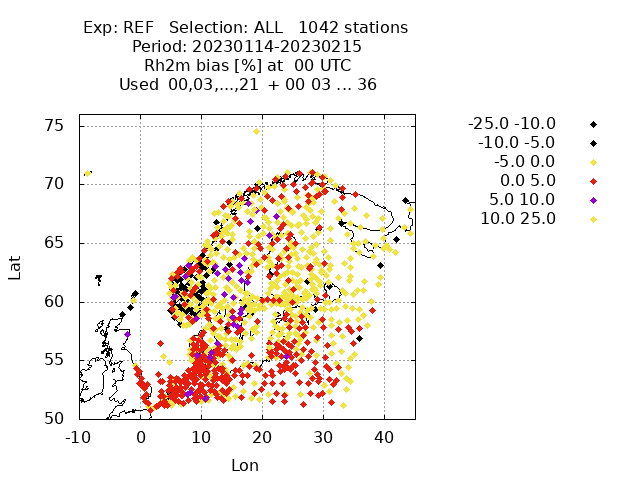 Exp: REF Selection: ALL 1042 stations
Period: 20230114-20230215
Rh2m bias [%] at 00 UTC
Used 00,03,...,21 + 00 03 ... 36
-25.0 -10.0
-10.0 -5.0
-5.0 0.0
0.0 5.0
5.0 10.0
10.0 25.0
75
70
65
60
55
50
Lat
-10 0 10 20 30 40
Lon